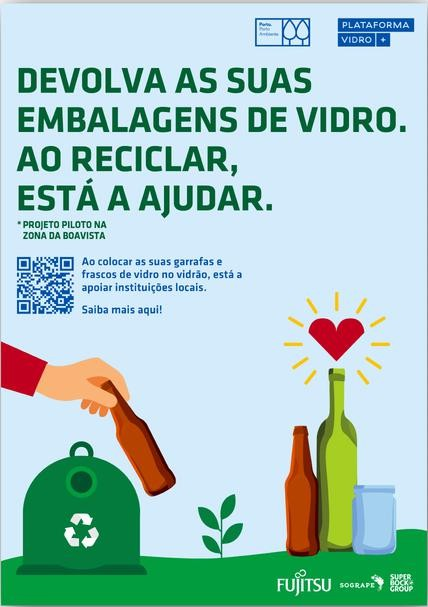 Porto.
Porto
Ambiente
PLATAFORMA
VIDRO +
DEVOLVA AS SUAS
EMBALAGENS DE VIDRO.
AO RECICLAR,
ESTÁ A AJUDAR.
* PROJETO PILOTO NA
ZONA DA BOAVISTA
Ao colocar as suas garrafas e
frascos de vidro no vidrão, está a
apoiar instituições locais.
Saiba mais aqui!
FUJITSU
SOGRAPE
SUPER
BOCK
GROUP